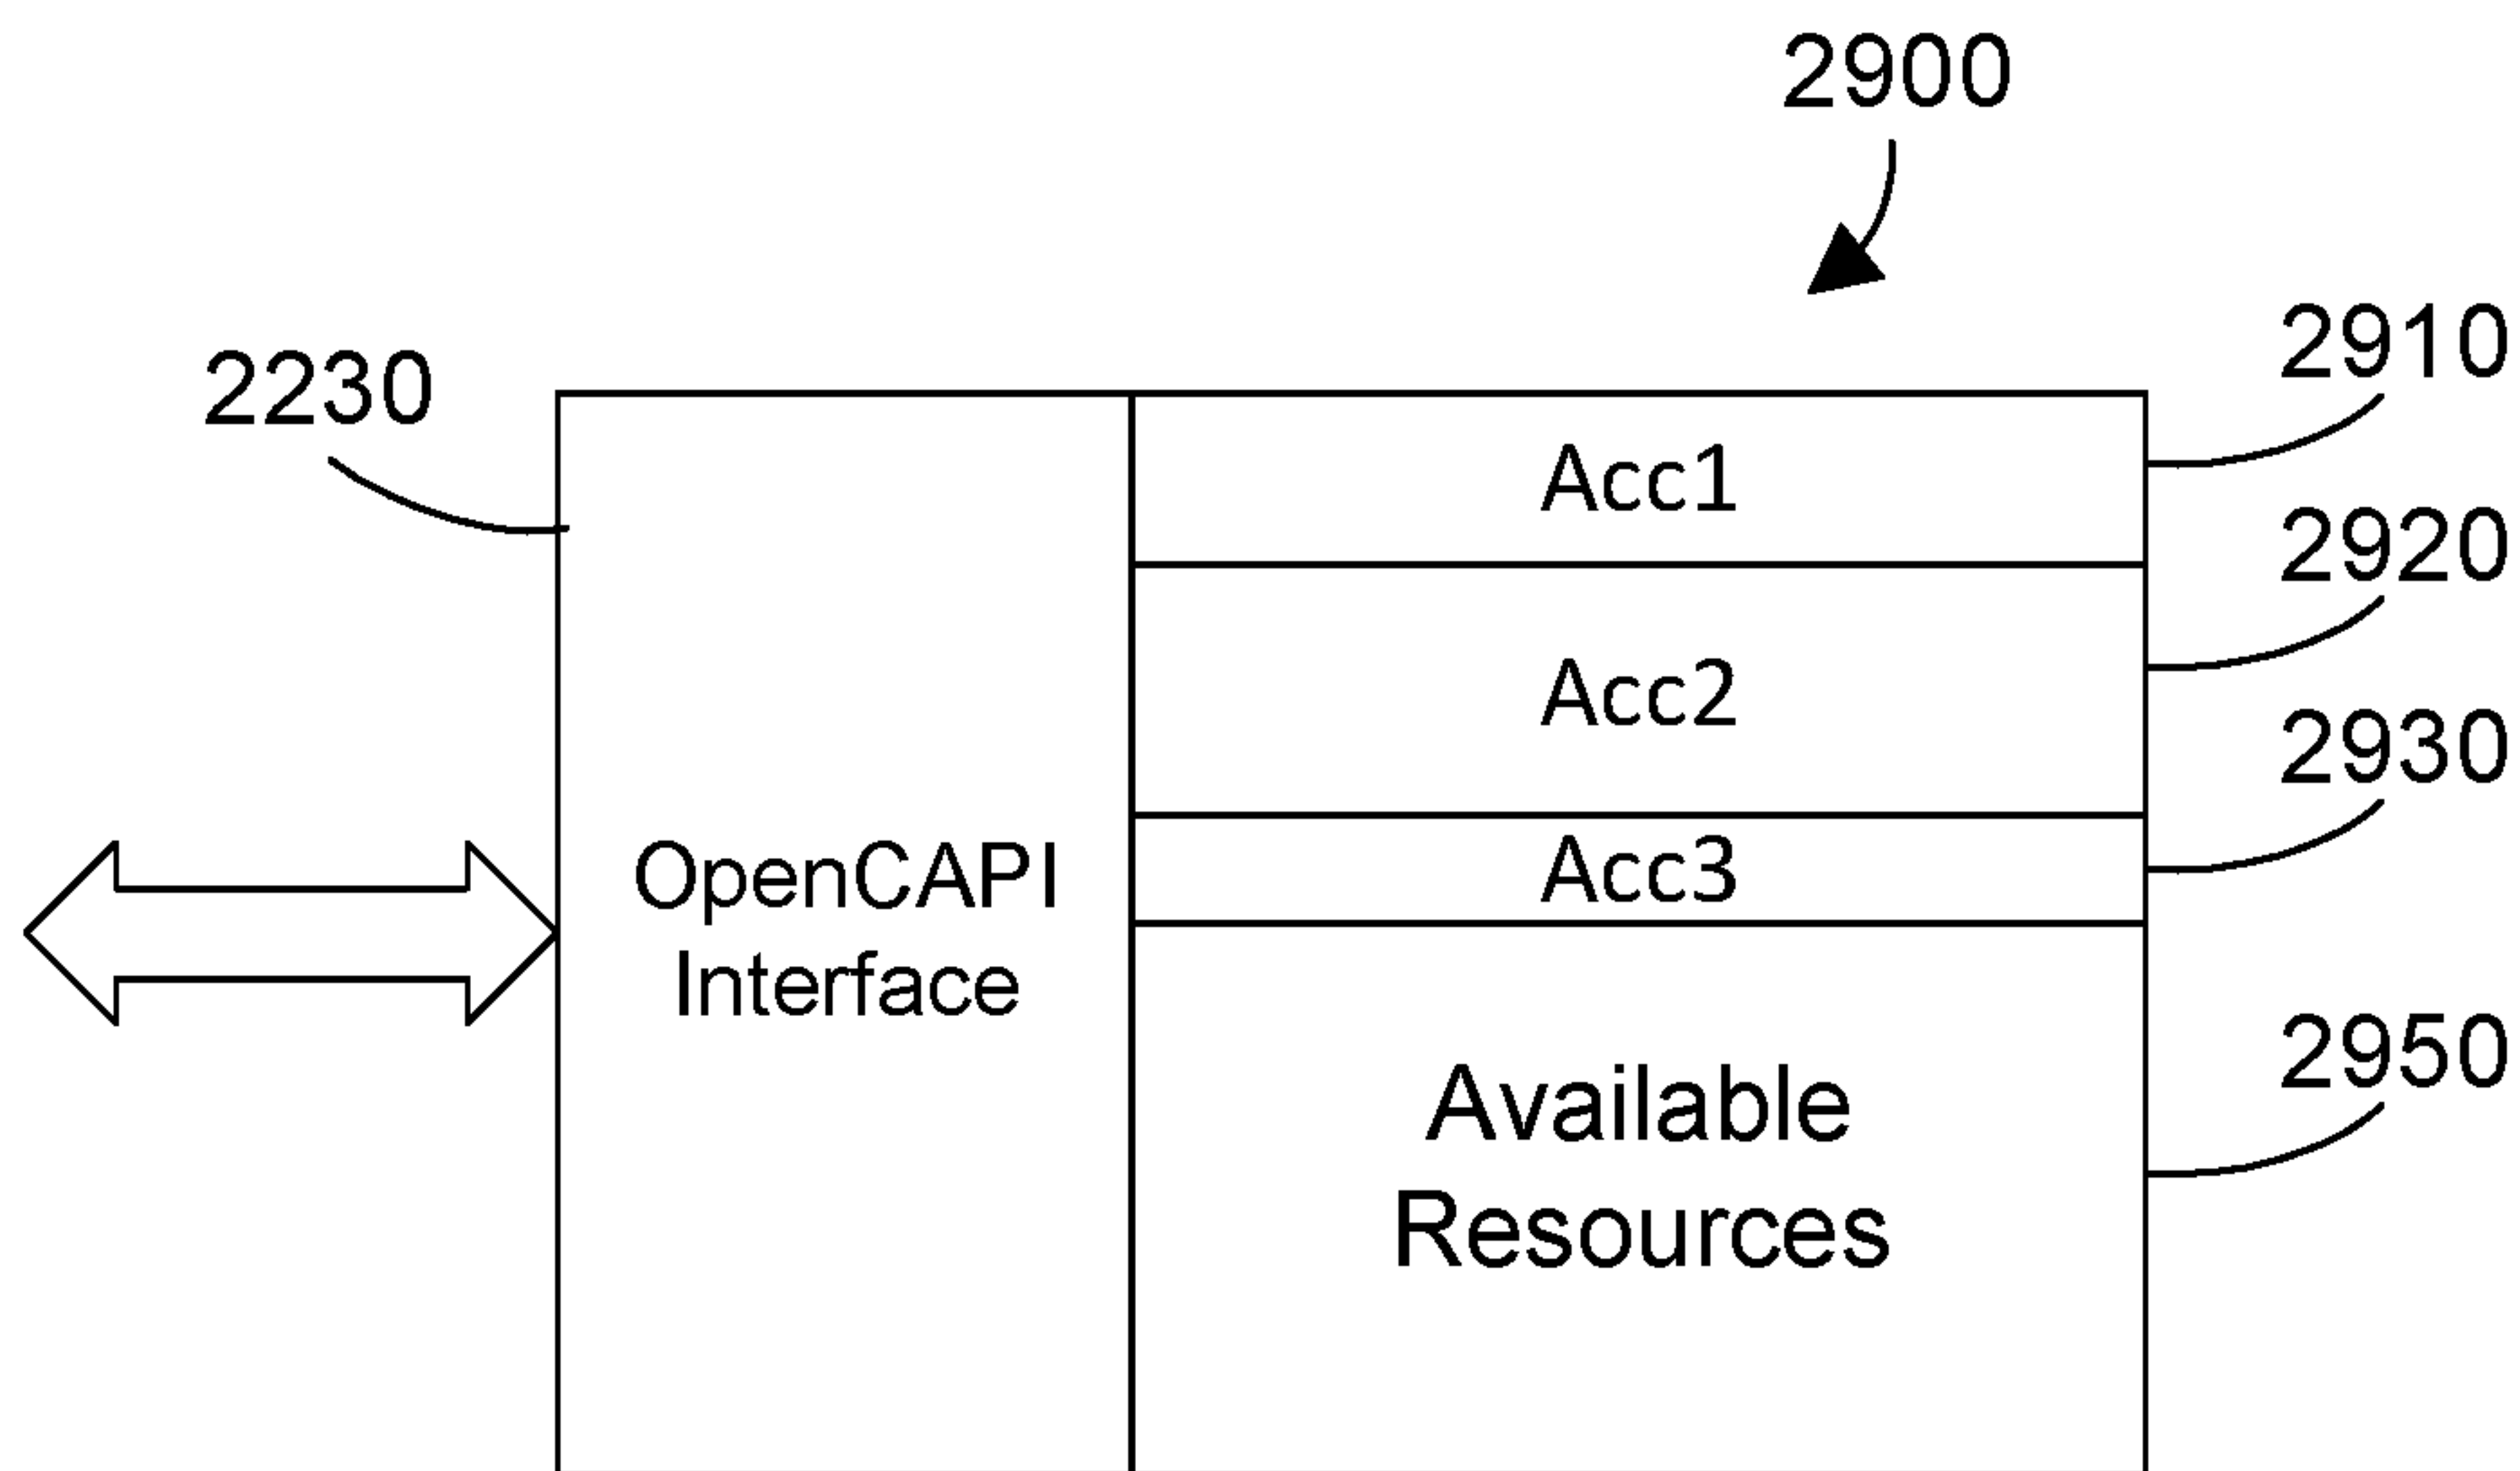 2900
2910
2230
Acc1
2920
Acc2
2930
Acc3
OpenCAPI
Interface
2950
Available
Resources